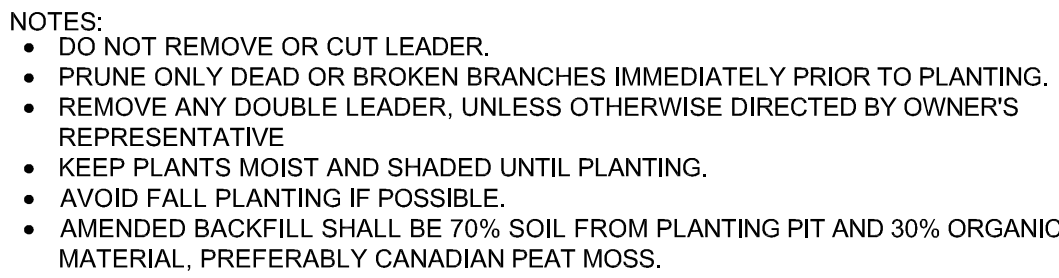 NOTES:
• DO NOT REMOVE OR CUT LEADER.
• PRUNE ONLY DEAD OR BROKEN BRANCHES IMMEDIATELY PRIOR TO PLANTING.
• REMOVE ANY DOUBLE LEADER, UNLESS OTHERWISE DIRECTED BY OWNER'S
REPRESENTATIVE
• KEEP PLANTS MOIST AND SHADED UNTIL PLANTING.
• AVOID FALL PLANTING IF POSSIBLE.
• AMENDED BACKFILL SHALL BE 70% SOIL FROM PLANTING PIT AND 30% ORGANIC
MATERIAL, PREFERABLY CANADIAN PEAT MOSS.